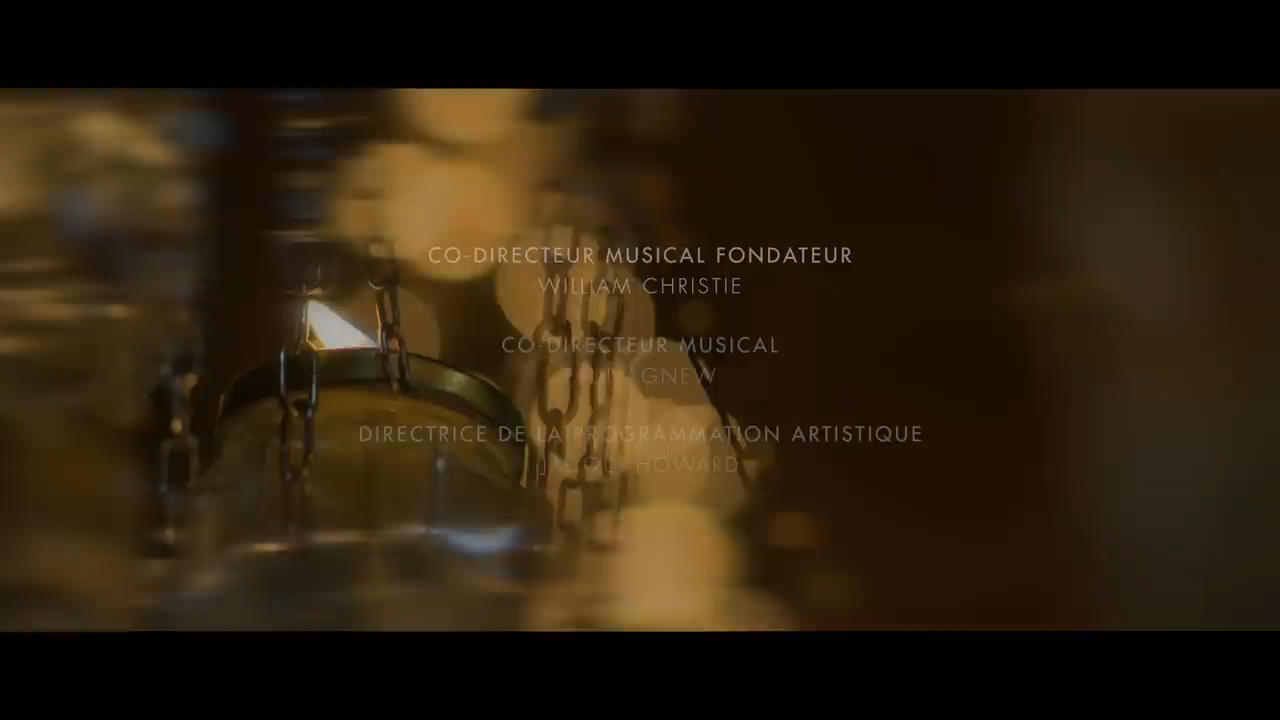 CO-DIRECTEUR MUSICAL FONDATEUR
WILLIAM CHRISTIE
CO-DIRECTEUR MUSICAL
DIRECTRICE DE LA PROGRAMMATION ARTISTIQUE
HOWARD